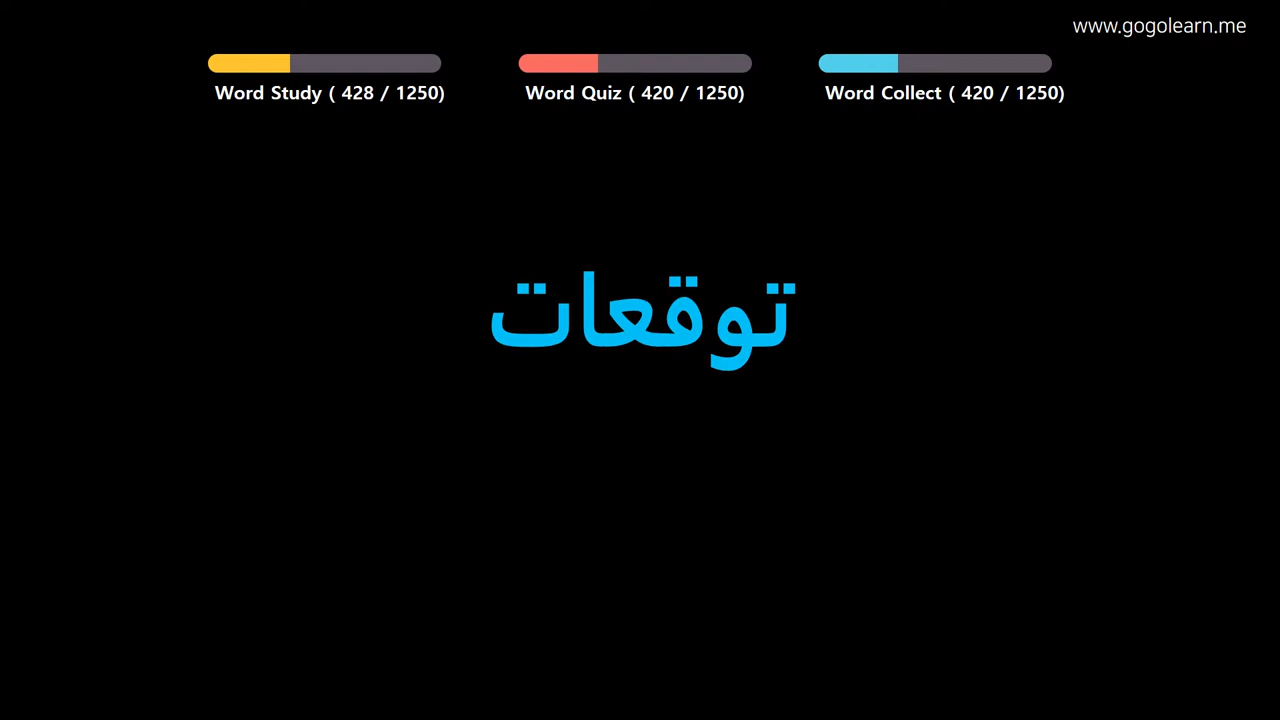 www.gogolearn.me
Word Study ( 428 / 1250)
Word Quiz ( 420 / 1250)
Word Collect ( 420 / 1250)
توقعات